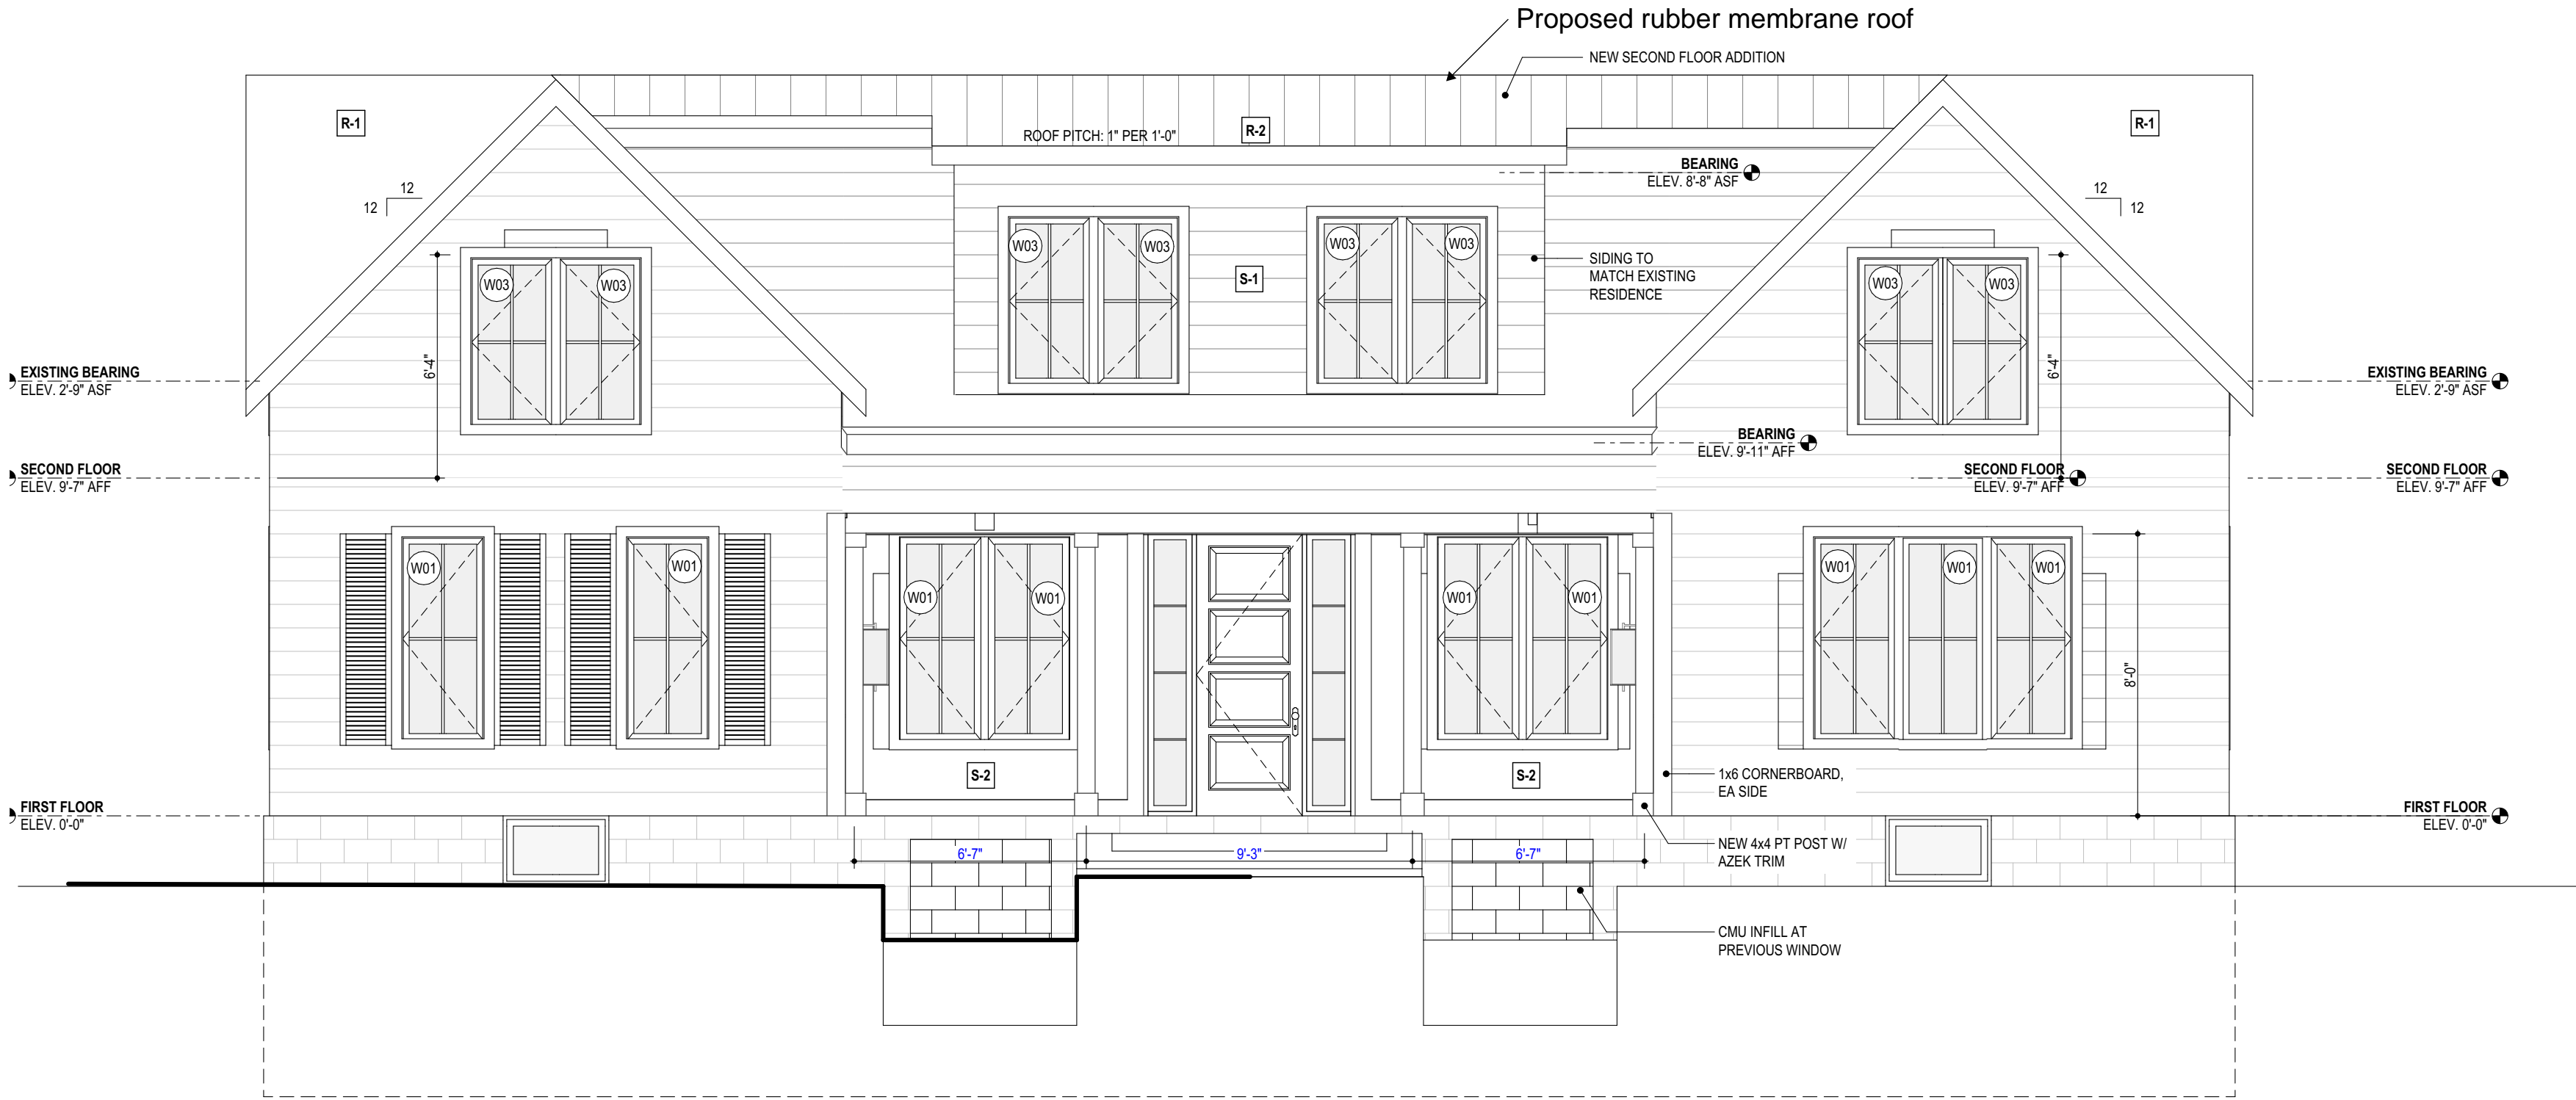 Proposed rubber membrane roof
NEW SECOND FLOOR ADDITION
R-1
ROOF PITCH: 1" PER 1'-0"
R-2
R-1
BEARING
ELEV. 8'-8" ASF
12
12
12
12
W03
W03
W03
W03
W03
W03
W03
W03
S-1
SIDING TO
MATCH EXISTING
RESIDENCE
6'-4"
6'-4"
EXISTING BEARING
ELEV. 2'-9" ASF
EXISTING BEARING
ELEV. 2'-9" ASF
BEARING
ELEV. 9'-11" AFF
SECOND FLOOR
ELEV. 9'-7" AFF
SECOND FLOOR
ELEV. 9'-7" AFF
SECOND FLOOR
ELEV. 9'-7" AFF
W01
W01
W01
W01
W01
W01
W01
W01
W01
8'-0"
S-2
S-2
1x6 CORNERBOARD,
EA SIDE
FIRST FLOOR
ELEV. 0'-0"
FIRST FLOOR
ELEV. 0'-0"
6'-7"
9'-3"
6'-7"
NEW 4x4 PT POST W/
AZEK TRIM
CMU INFILL AT
PREVIOUS WINDOW